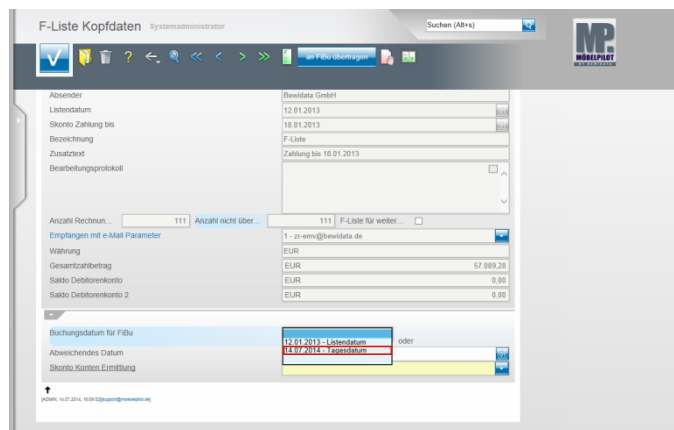 F-Liste Kopfdaten Systemadministrator
Suchen (Alt+s)
MP
MÖBELPILOT
BY BEWIDATA
an FiBu übertragen
Absender Bewidata GmbH
Listendatum 12.01.2013
Skonto Zahlung bis 18.01.2013
Bezeichnung F-Liste
Zusatztext Zahlung bis 18.01.2013
Bearbeitungsprotokoll
Anzahl Rechnun... 111 Anzahl nicht über... 111 F-Liste für weiter...
Empfangen mit e-Mail Parameter 1 - zr-emv@bewidata.de
Währung EUR
Gesamtzahlbetrag EUR 57.089,28
Saldo Debitorenkonto EUR 0,00
Saldo Debitorenkonto 2 EUR 0,00
Buchungsdatum für FiBu
12.01.2013 - Listendatum oder
14.07.2014 - Tagesdatum
Abweichendes Datum
Skonto Konten Ermittlung